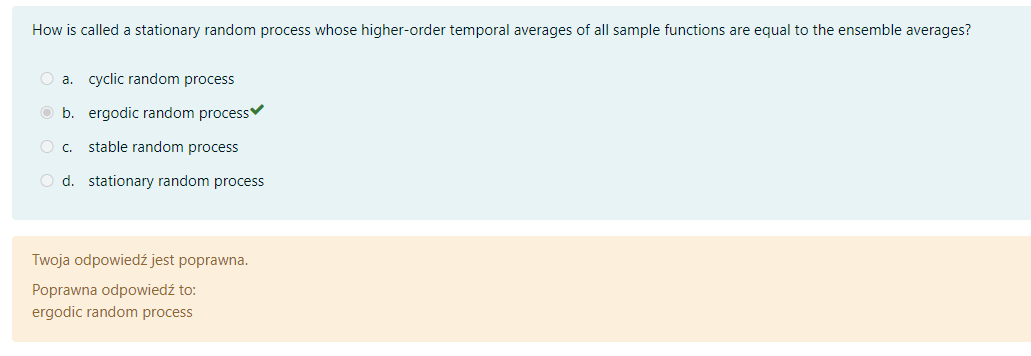 How is called a stationary random process whose higher-order temporal averages of all sample functions are equal to the ensemble averages?
a. cyclic random process
b. ergodic random process
c. stable random process
d. stationary random process
Twoja odpowiedź jest poprawna.
Poprawna odpowiedź to:
ergodic random process